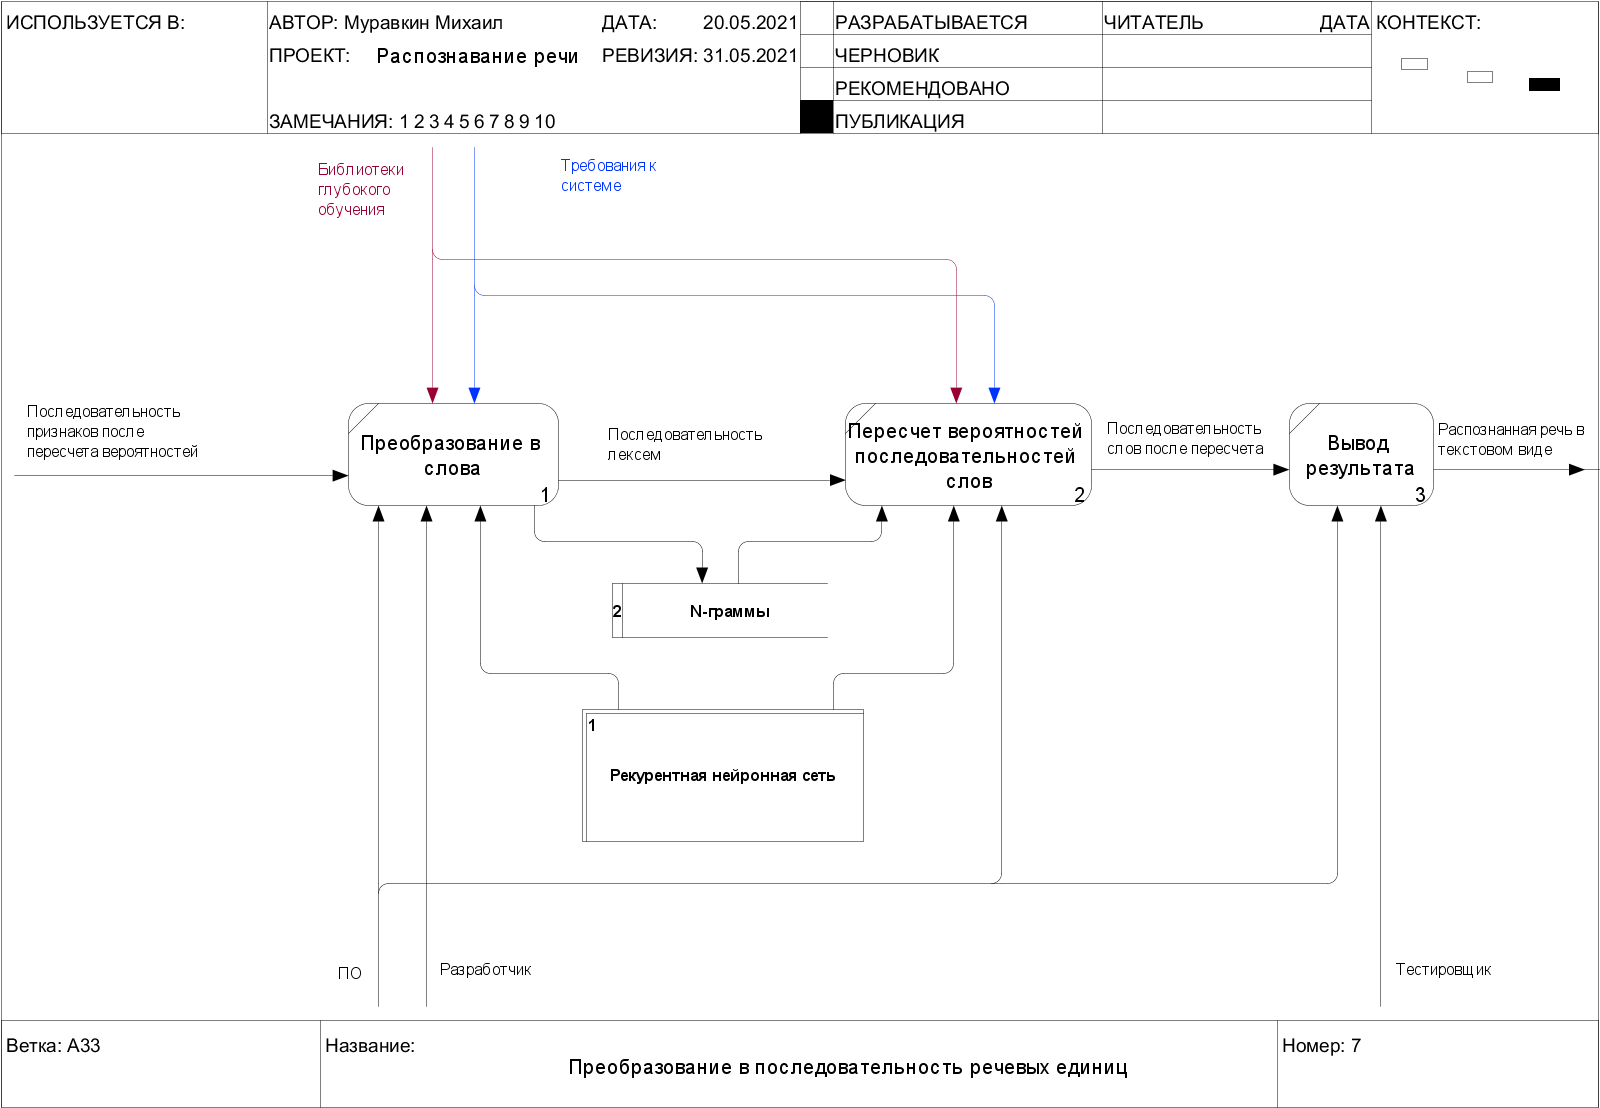 ИСПОЛЬЗУЕТСЯ В:
АВТОР: Муравкин Михаил
ДАТА: 20.05.2021
ПРОЕКТ: Распознавание речи
РЕВИЗИЯ: 31.05.2021
ЗАМЕЧАНИЯ: 1 2 3 4 5 6 7 8 9 10
РАЗРАБАТЫВАЕТСЯ
ЧЕРНОВИК
РЕКОМЕНДОВАНО
ПУБЛИКАЦИЯ
ЧИТАТЕЛЬ
ДАТА
КОНТЕКСТ:
Библиотеки
глубокого
обучения
Требования к
системе
Последовательность
признаков после
пересчета вероятностей
Преобразование в
слова
1
Последовательность
лексем
Пересчет вероятностей
последовательностей
слов
2
Последовательность
слов после пересчета
Вывод
результата
3
Распознанная речь в
текстовом виде
2
N-граммы
1
Рекурентная нейронная сеть
ПО
Разработчик
Тестировщик
Ветка: A33
Название:
Преобразование в последовательность речевых единиц
Номер: 7